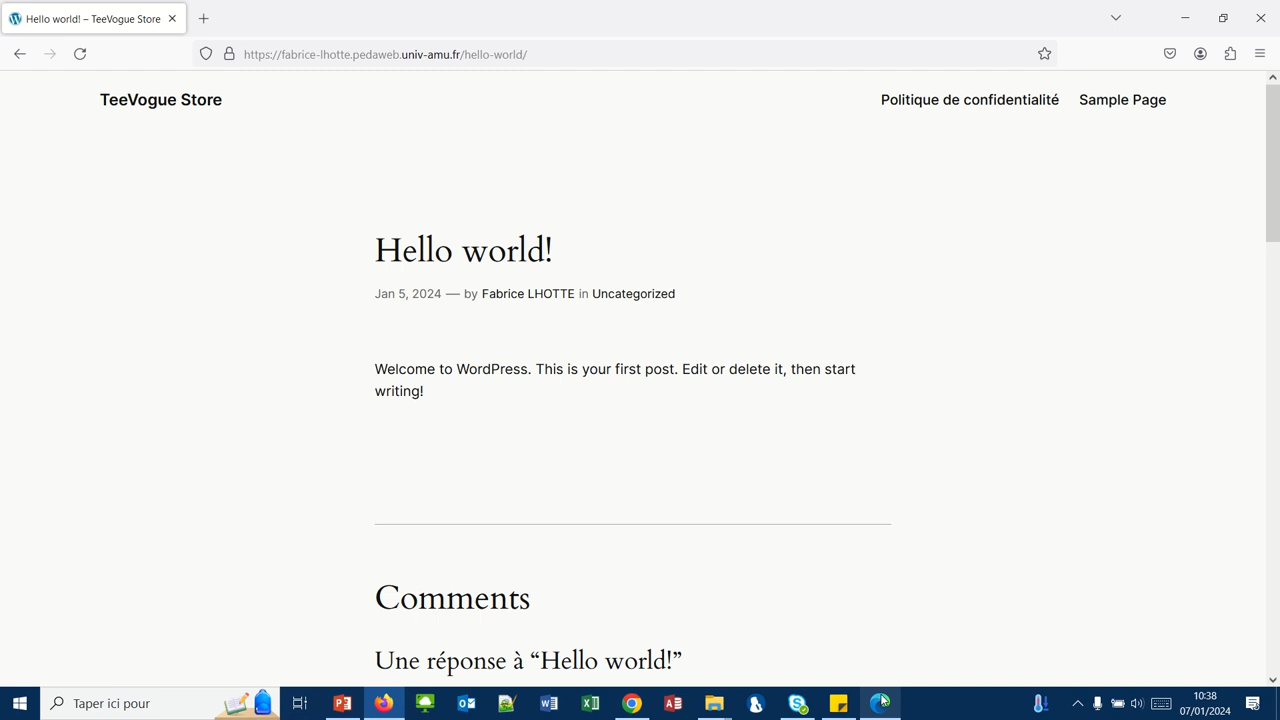 Hello world! – TeeVogue Store
https://fabrice-lhotte.pedaweb.univ-amu.fr/hello-world/
TeeVogue Store
Politique de confidentialité
Sample Page
Hello world!
Jan 5, 2024 — by Fabrice LHOTTE in Uncategorized
Welcome to WordPress. This is your first post. Edit or delete it, then start
writing!
Comments
Une réponse à “Hello world!”
Taper ici pour
10:38
07/01/2024